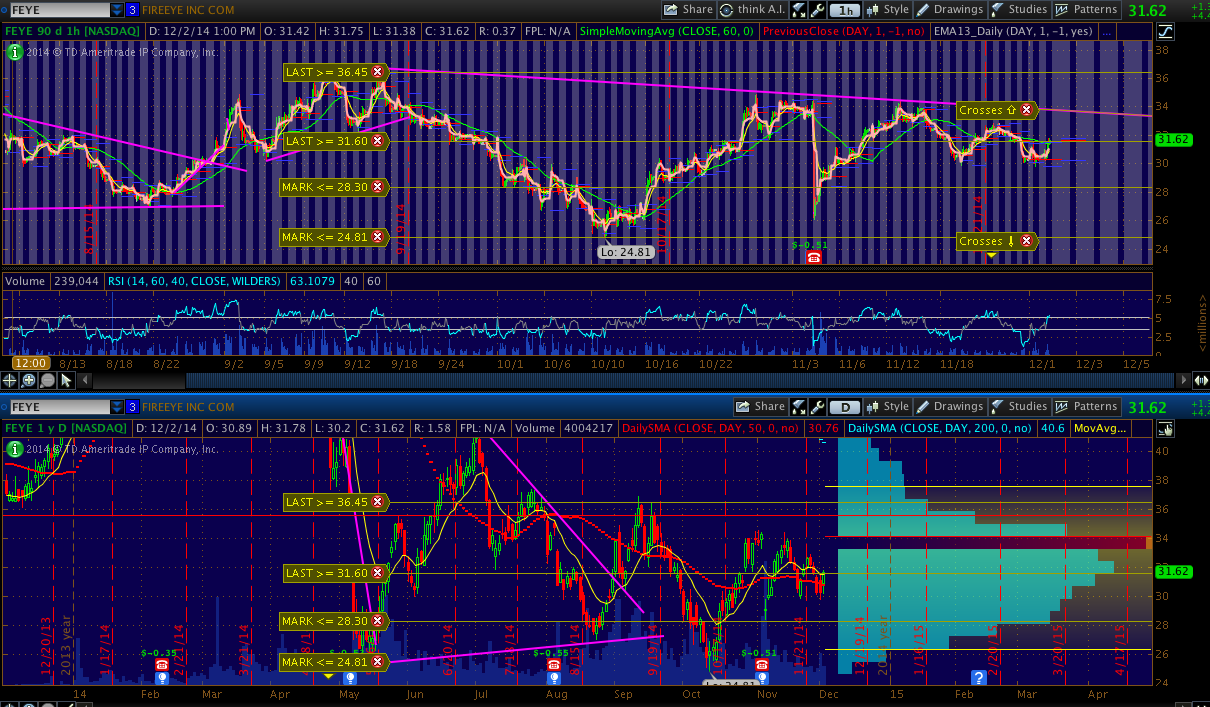 FEYE 3 FIREEYE INC COM Share think A.I. 1h Style Drawings Studies Patterns 31.62
FEYE 90 d 1h [NASDAQ] D: 12/2/14 1:00 PM O: 31.42 H: 31.75 L: 31.38 C: 31.62 R: 0.37 FPL: N/A SimpleMovingAvg (CLOSE, 60, 0) PreviousClose (DAY, 1, -1, no) EMA13_Daily (DAY, 1, -1, yes) ...
2014 © TD Ameritrade IP Company, Inc.
38
LAST >= 36.45
36
Crosses
34
LAST >= 31.60
31.62
30
MARK <= 28.30
28
26
MARK <= 24.81
Crosses
24
8/15/14
9/19/14
10/17/14
Lo: 24.81
$-0.51
Volume 239,044 RSI (14, 60, 40, CLOSE, WILDERS) 63.1079 40 60
7.5
5
2.5
<millions>
12:00 8/13 8/18 8/22 9/2 9/9 9/12 9/18 9/24 10/1 10/6 10/10 10/16 10/22 11/3 11/6 11/12 11/18 12/1 12/3 12/5
FEYE 3 FIREEYE INC COM Share D Style Drawings Studies Patterns 31.62
FEYE 1 y D [NASDAQ] D: 12/2/14 O: 30.89 H: 31.78 L: 30.2 C: 31.62 R: 1.58 FPL: N/A Volume 4004217 DailySMA (CLOSE, DAY, 50, 0, no) 30.76 DailySMA (CLOSE, DAY, 200, 0, no) 40.6 MovAvg...
2014 © TD Ameritrade IP Company, Inc.
40
38
LAST >= 36.45
36
34
LAST >= 31.60
31.62
30
MARK <= 28.30
28
MARK <= 24.81
26
24
12/20/13
2013 year
1/17/14
2/21/14
3/21/14
6/20/14
7/18/14
8/15/14
9/19/14
11/21/14
12/19/14
1/16/15
2/20/15
3/20/15
4/17/15
$-0.35
$-0.55
$-0.51
14 Feb Mar Apr May Jun Jul Aug Sep Oct Nov Dec 15 Feb Mar Apr